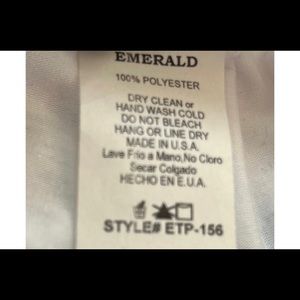 EMERALD
100% POLYESTER
DRY CLEAN or
HAND WASH COLD
DO NOT BLEACH
HANG OR LINE DRY
MADE IN U.S.A.
Lave Frio a Mano,No Cloro
Secar Colgado
HECHO EN E.U.A.
STYLE# ETP-156